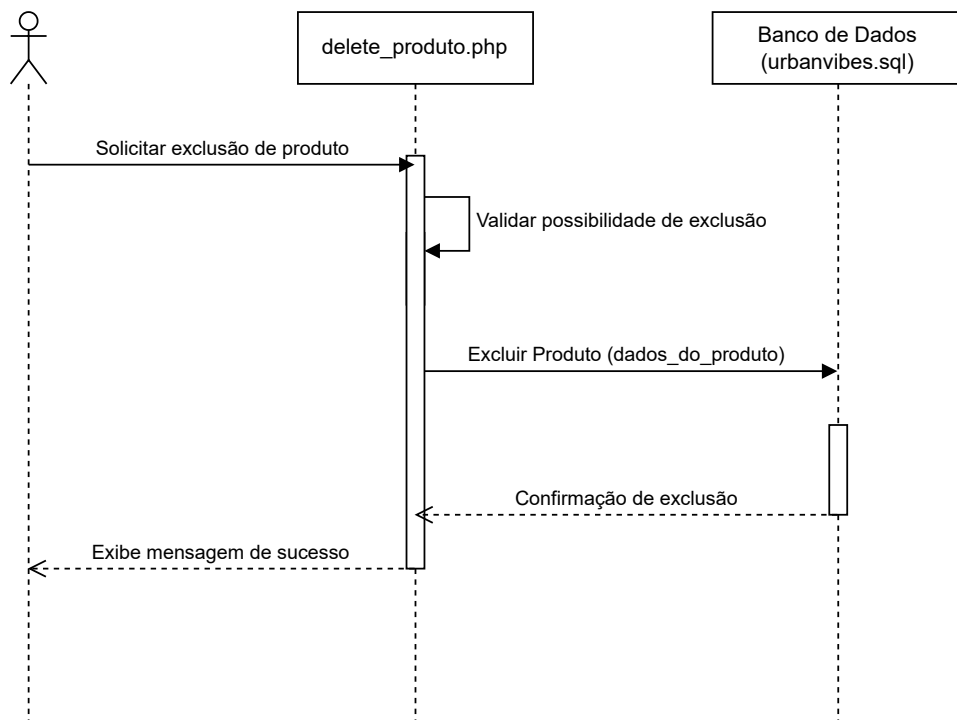 delete_produto.php
Banco de Dados
(urbanvibes.sql)
Solicitar exclusão de produto
Validar possibilidade de exclusão
Excluir Produto (dados_do_produto)
Confirmação de exclusão
Exibe mensagem de sucesso